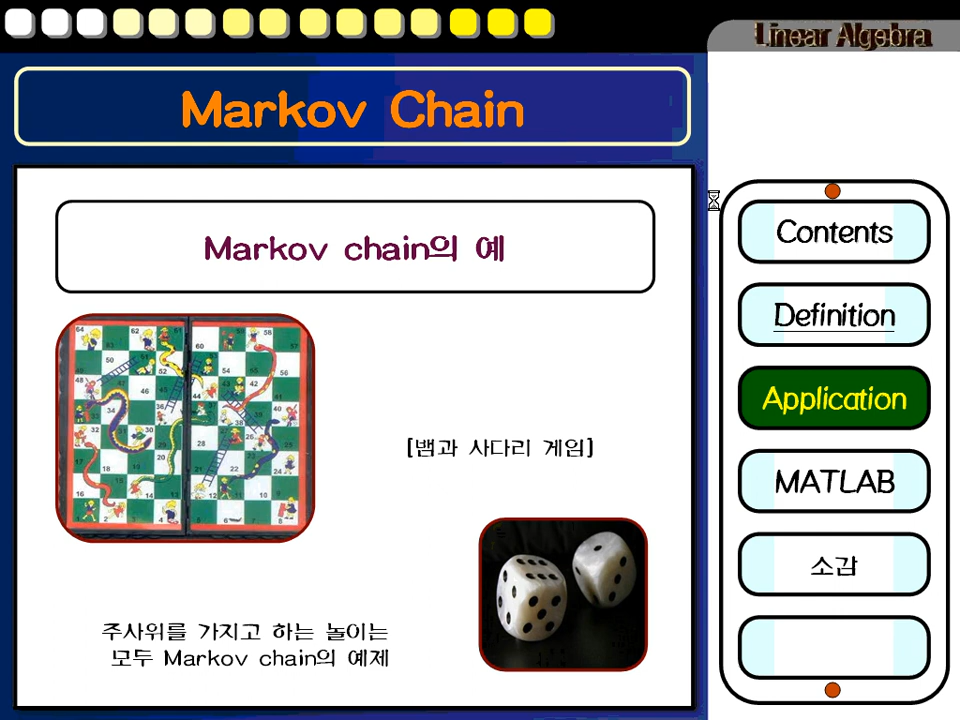 Linear Algebra
Markov Chain
Markov chain의 예
[뱀과 사다리 게임]
주사위를 가지고 하는 놀이는
모두 Markov chain의 예제
Contents
Definition
Application
MATLAB
소감